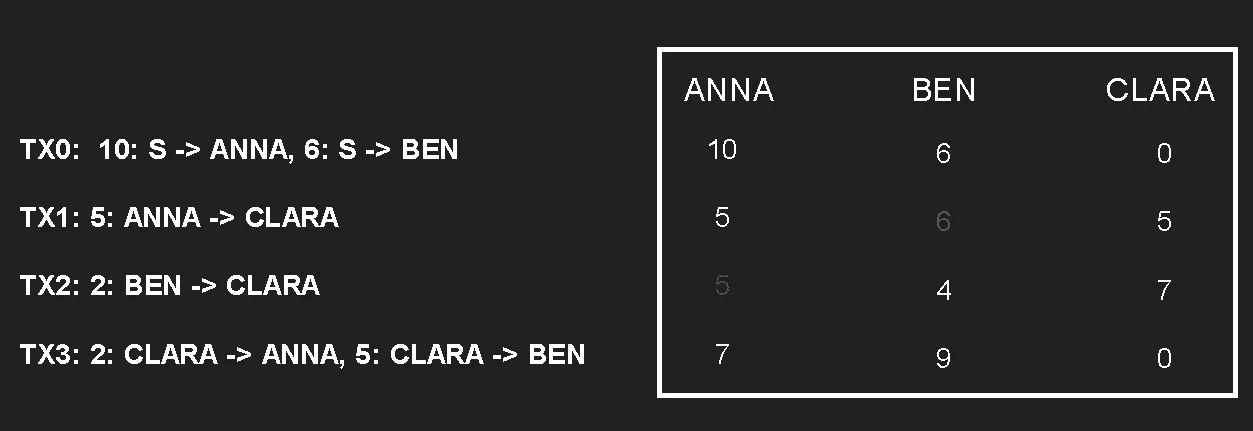 ANNA BEN CLARA
TX0: 10: S -> ANNA, 6: S -> BEN 10 6 0
TX1: 5: ANNA -> CLARA 5 6 5
TX2: 2: BEN -> CLARA 5 4 7
TX3: 2: CLARA -> ANNA, 5: CLARA -> BEN 7 9 0